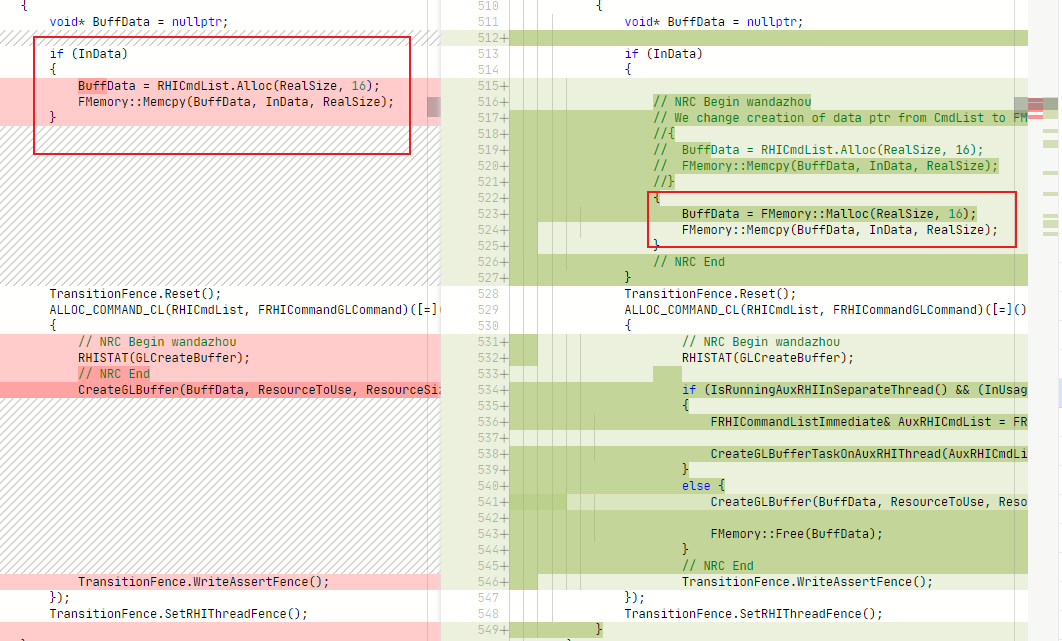 {
void* BuffData = nullptr;
if (InData)
{
BuffData = RHICmdList.Alloc(RealSize, 16);
FMemory::Memcpy(BuffData, InData, RealSize);
}
TransitionFence.Reset();
ALLOC_COMMAND_CL(RHICmdList, FRHICommandGLCommand)([=]
{
// NRC Begin wandazhou
RHISTAT(GLCreateBuffer);
// NRC End
CreateGLBuffer(BuffData, ResourceToUse, ResourceSi
TransitionFence.WriteAssertFence();
});
TransitionFence.SetRHIThreadFence();
510 {
511 void* BuffData = nullptr;
512+
513 if (InData)
514 {
515+
516+ // NRC Begin wandazhou
517+ // We change creation of data ptr from CmdList to FM
518+ //{
519+ // BuffData = RHICmdList.Alloc(RealSize, 16);
520+ // FMemory::Memcpy(BuffData, InData, RealSize);
521+ //}
522+ {
523+ BuffData = FMemory::Malloc(RealSize, 16);
524+ FMemory::Memcpy(BuffData, InData, RealSize);
525+ }
526+ // NRC End
527+ }
528 TransitionFence.Reset();
529 ALLOC_COMMAND_CL(RHICmdList, FRHICommandGLCommand)([=]()
530 {
531+ // NRC Begin wandazhou
532+ RHISTAT(GLCreateBuffer);
533+
534+ if (IsRunningAuxRHIInSeparateThread() && (InUsag
535+ {
536+ FRHICommandListImmediate& AuxRHICmdList = FR
537+
538+ CreateGLBufferTaskOnAuxRHIThread(AuxRHICmdLi
539+ }
540+ else {
541+ CreateGLBuffer(BuffData, ResourceToUse, Reso
542+
543+ FMemory::Free(BuffData);
544+ }
545+ // NRC End
546+ TransitionFence.WriteAssertFence();
547 });
548 TransitionFence.SetRHIThreadFence();
549+ }